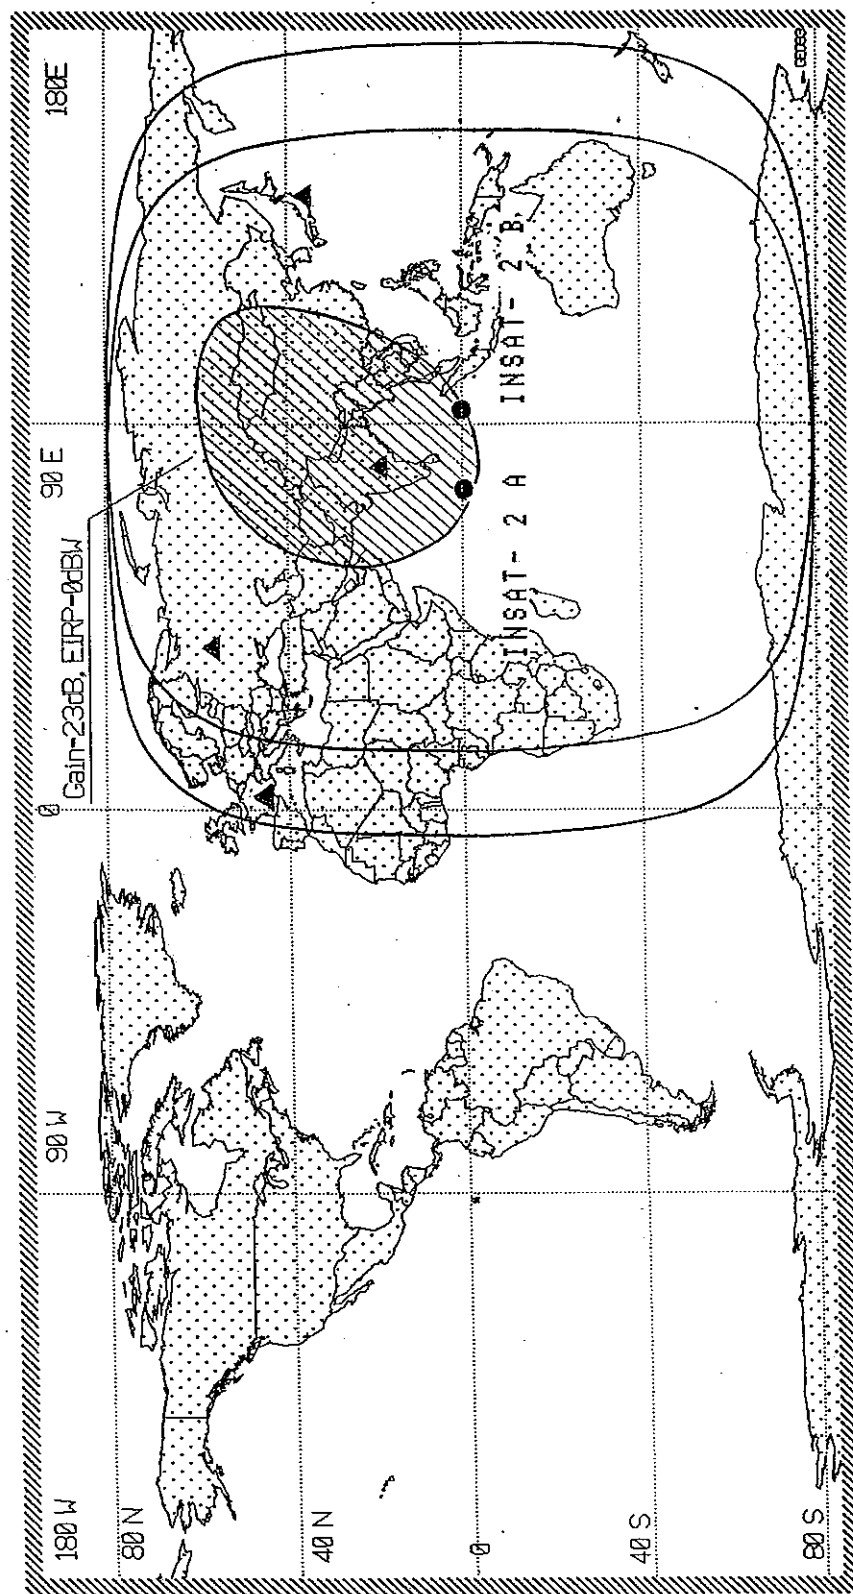 180 W
90 W
0
90 E
180E
Gain-23dB, EIRP-0dBW
80 N
40 N
0
INSAT- 2 A
INSAT- 2 B
40 S
80 S